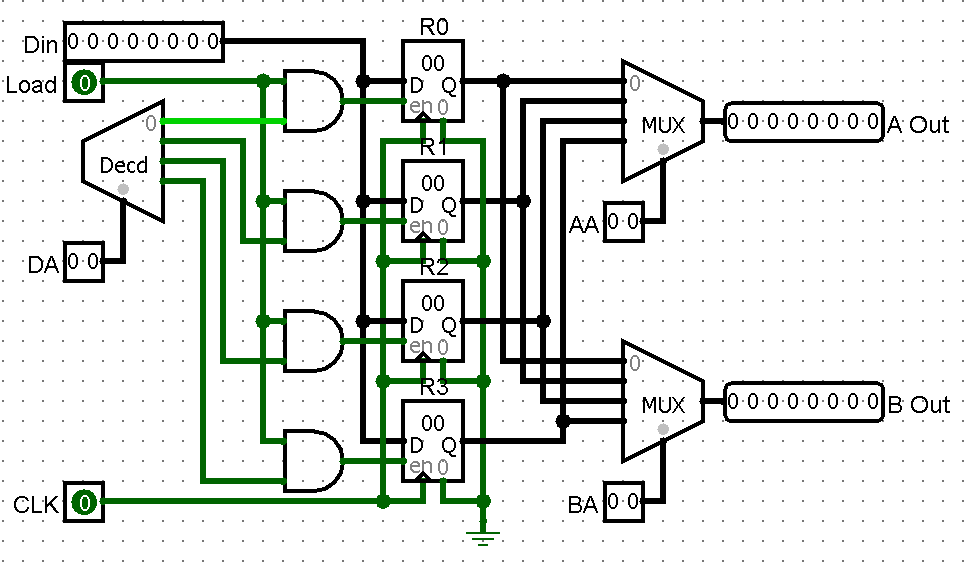 R0
Din 0 0 0 0 0 0 0 0
Load 0
00
D Q
en 0
0
MUX
0 0 0 0 0 0 0 0 A Out
0
Decd
R1
00
D Q
en 0
AA 0 0
DA 0 0
R2
00
D Q
en 0
0
R3
MUX
0 0 0 0 0 0 0 0 B Out
00
D Q
en 0
CLK 0
BA 0 0